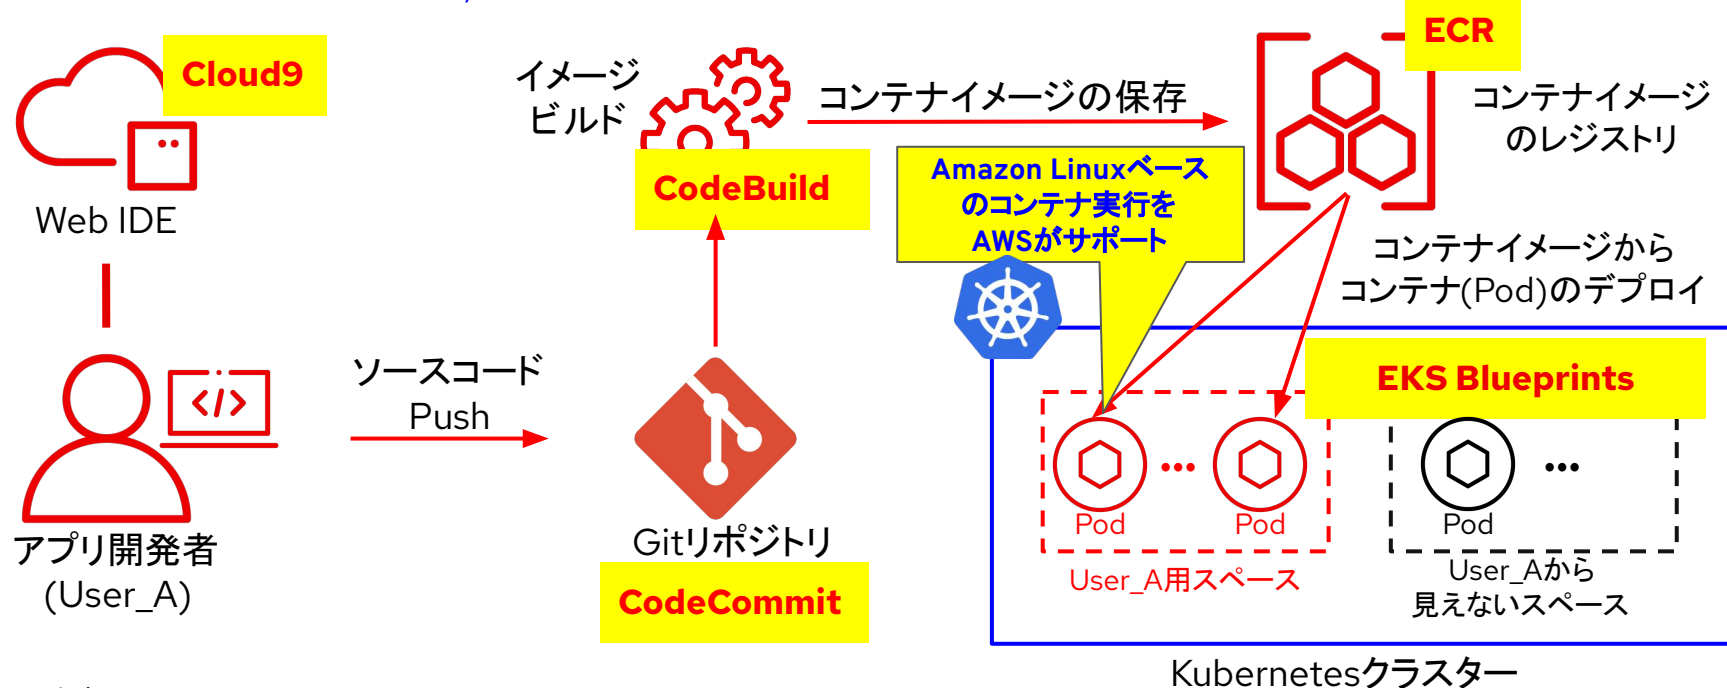 Cloud9
Web IDE
アプリ開発者
(User_A)
ソースコード
Push
イメージ
ビルド
CodeBuild
Gitリポジトリ
CodeCommit
コンテナイメージの保存
ECR
コンテナイメージ
のレジストリ
Amazon Linuxベース
のコンテナ実行を
AWSがサポート
コンテナイメージから
コンテナ(Pod)のデプロイ
EKS Blueprints
Pod
...
Pod
User_A用スペース
Pod
...
User_Aから
見えないスペース
Kubernetesクラスター